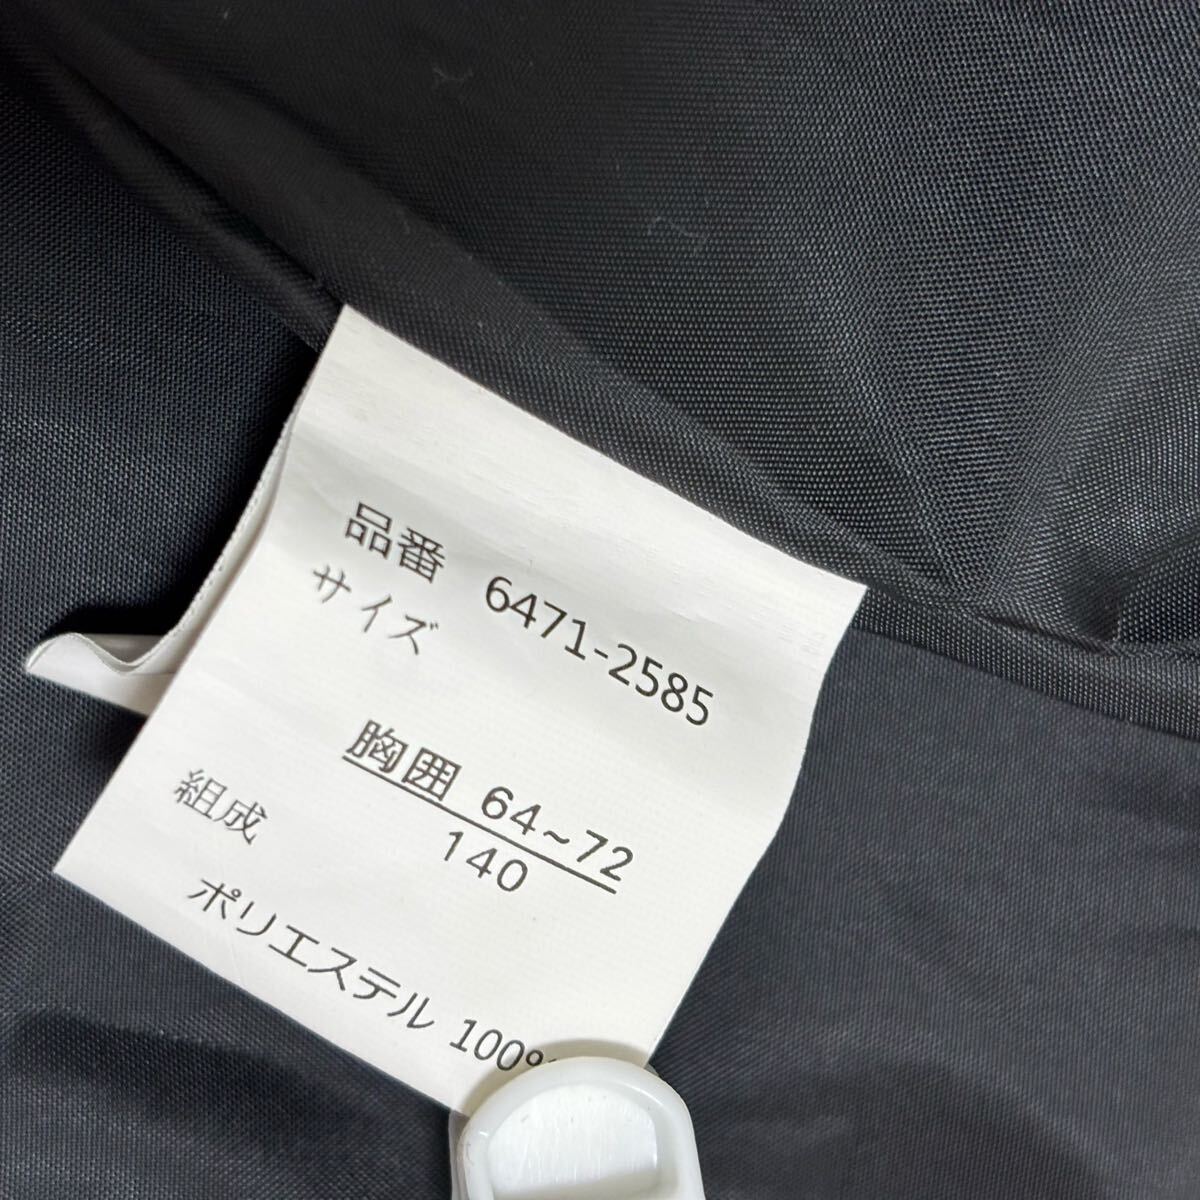 品番 6471-2585
サイズ
胸囲 64~72
140
組成
ポリエステル 100%